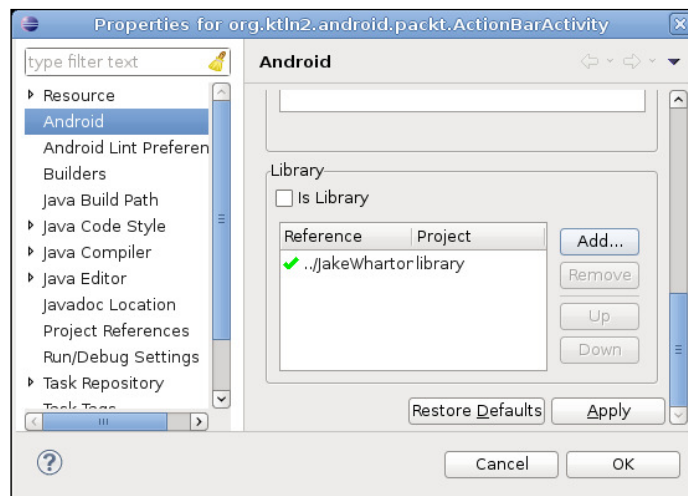 Properties for org.ktln2.android.packt.ActionBarActivity
type filter text
Resource
Android
Android Lint Preferen
Builders
Java Build Path
Java Code Style
Java Compiler
Java Editor
Javadoc Location
Project References
Run/Debug Settings
Task Repository
Task Tags
Android
Library
Is Library
Reference Project
../JakeWhartor library
Add...
Remove
Up
Down
Restore Defaults Apply
Cancel OK